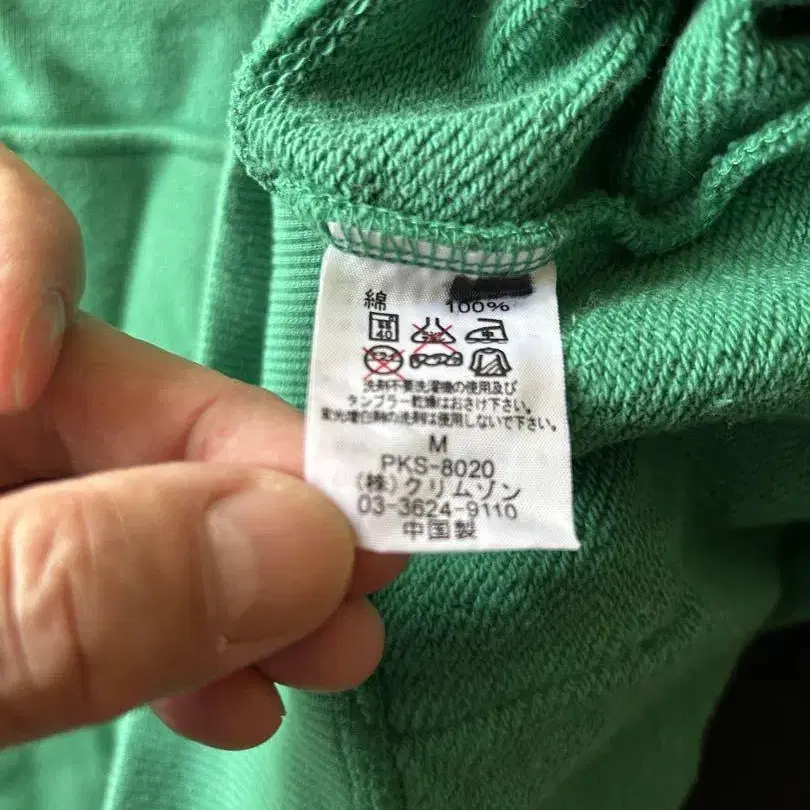 綿 100%
40
洗剤不要洗濯機の使用及び
タンブラー乾燥はおさけ下さい。
蛍光増白剤の洗剤は使用しないで下さい。
M
PKS-8020
(株)クリムゾン
03-3624-9110
中国製